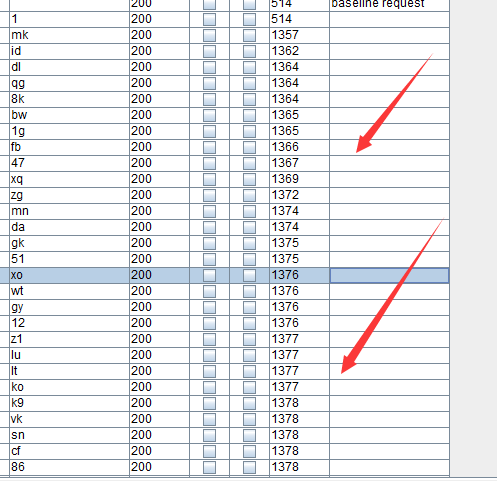 200 514 baseline request
1 200 514
mk 200 1357
id 200 1362
dl 200 1364
qg 200 1364
8k 200 1364
bw 200 1365
1g 200 1365
fb 200 1366
47 200 1367
xq 200 1369
zg 200 1372
mn 200 1374
da 200 1374
gk 200 1375
51 200 1375
xo 200 1376
wt 200 1376
gy 200 1376
12 200 1376
z1 200 1377
lu 200 1377
lt 200 1377
ko 200 1377
k9 200 1378
vk 200 1378
sn 200 1378
cf 200 1378
86 200 1378